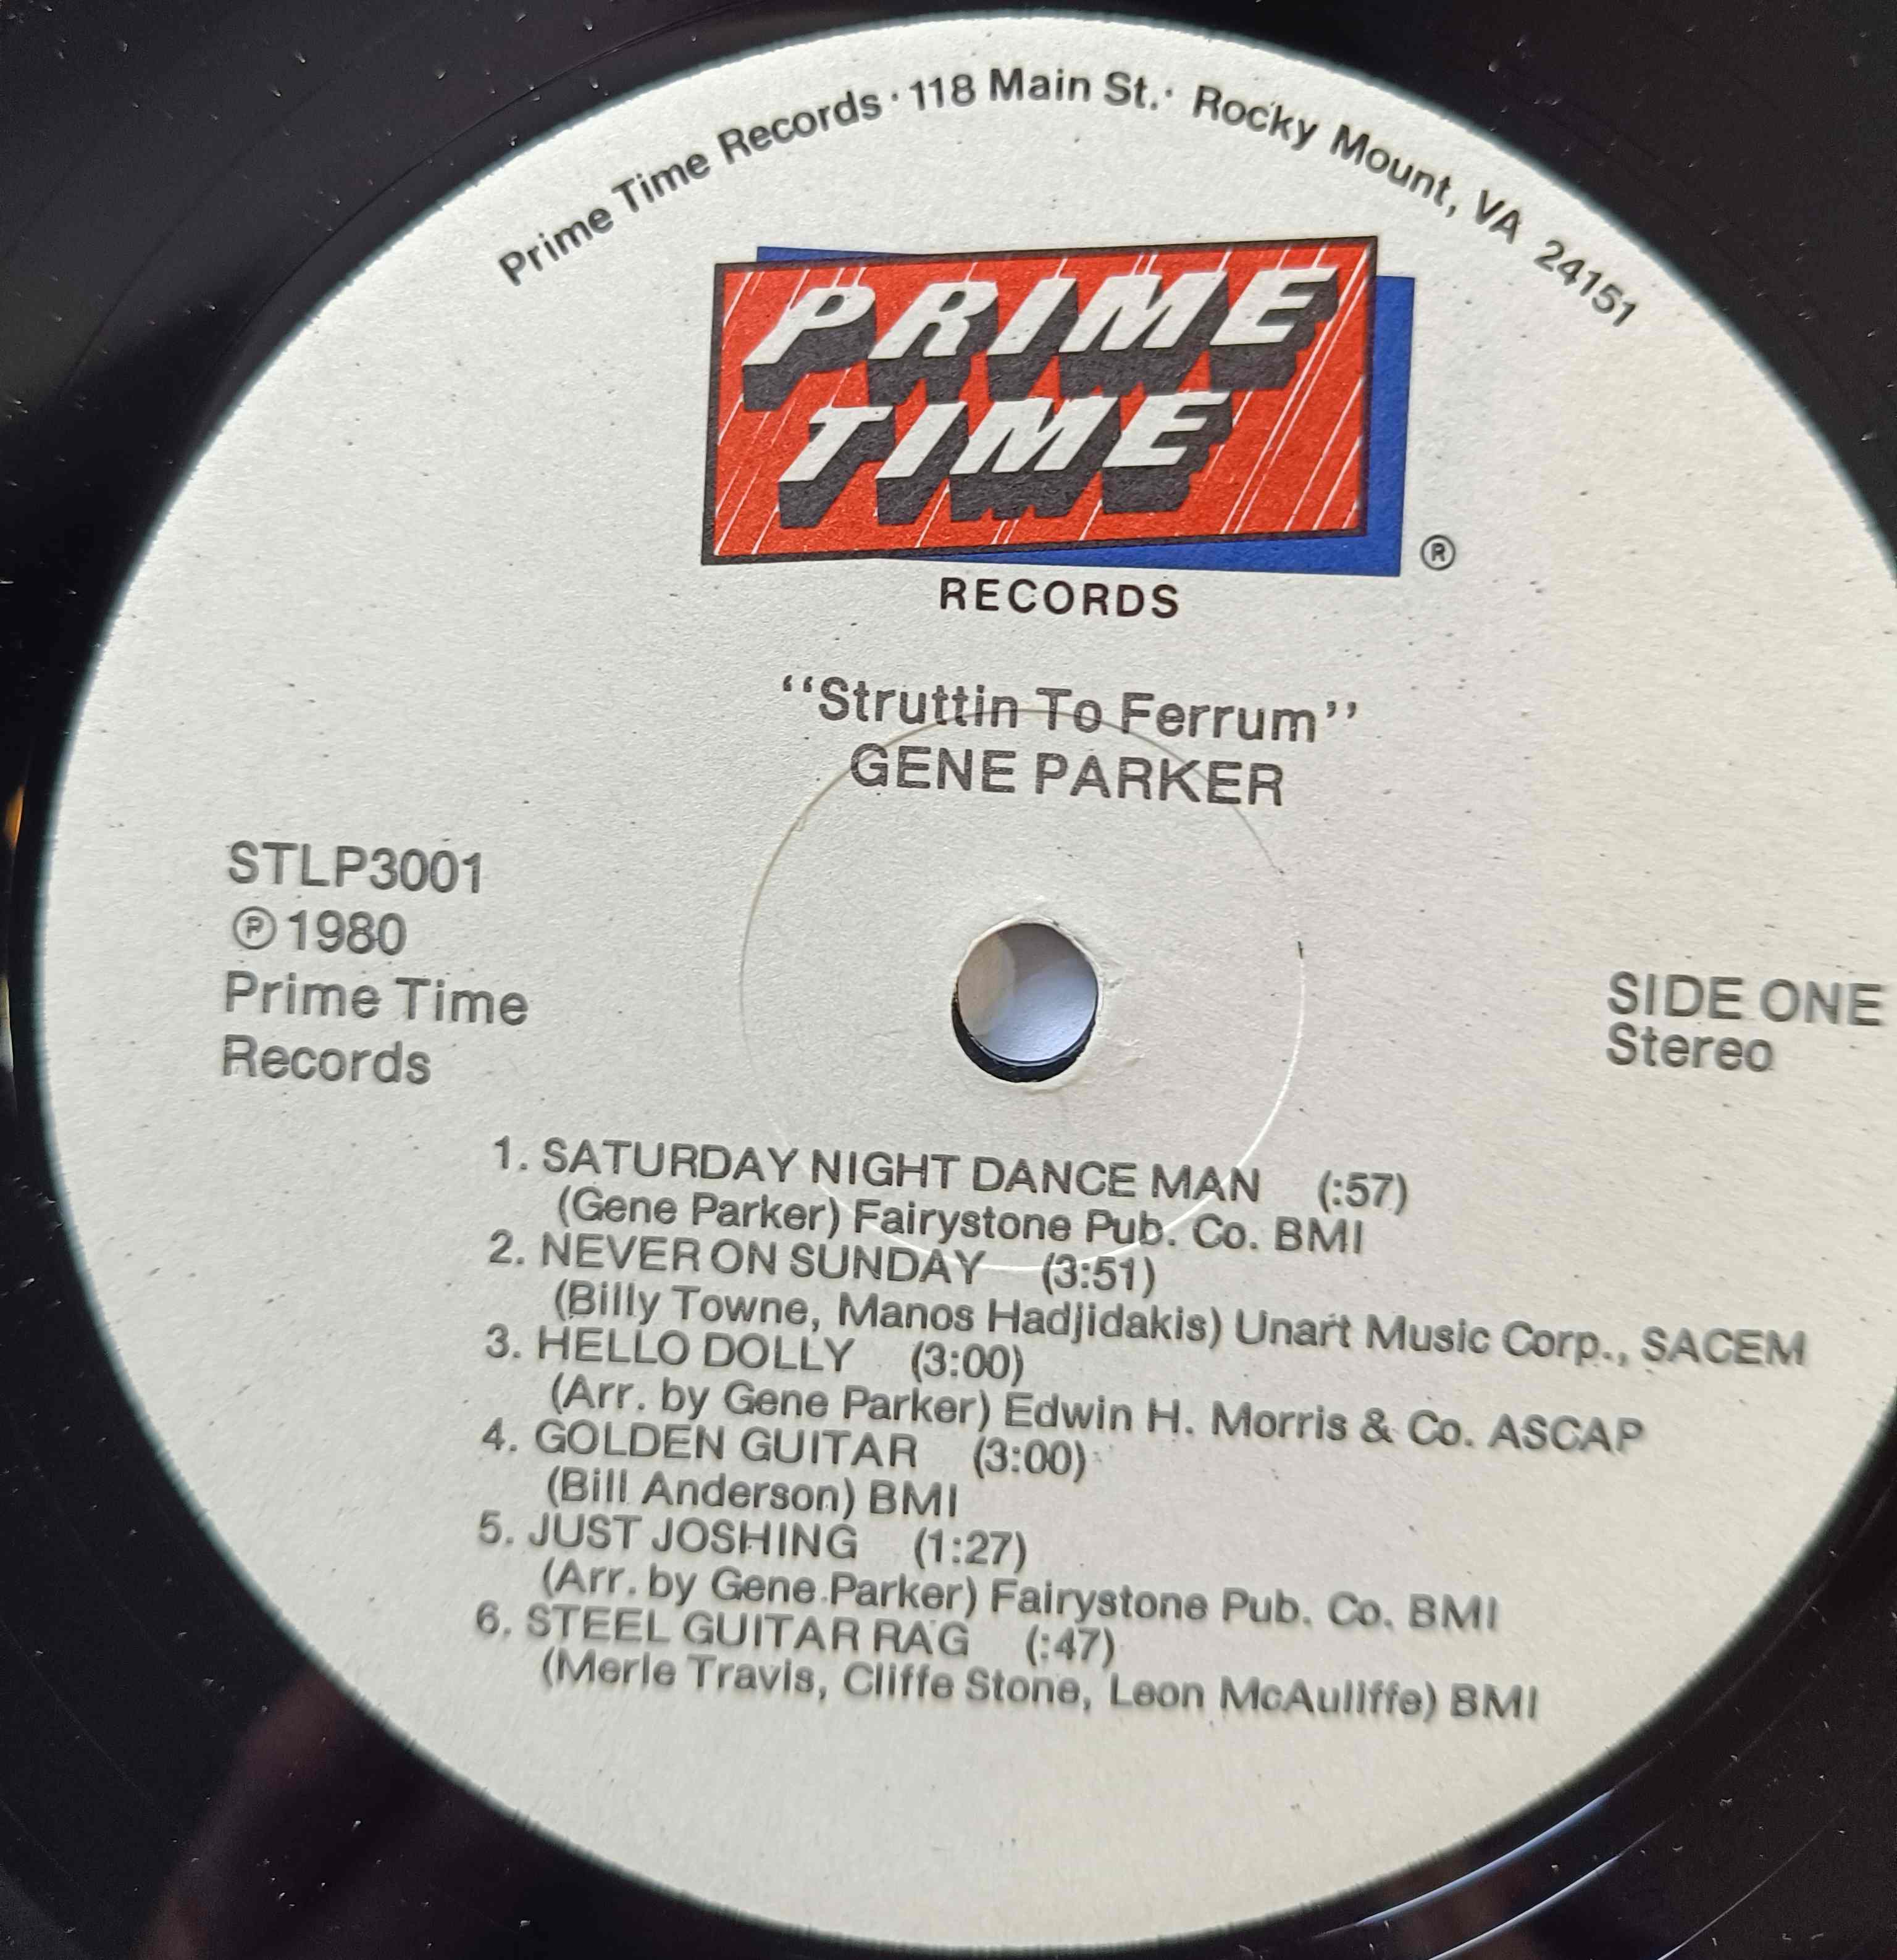 Prime Time Records · 118 Main St. · Rocky Mount, VA 24151
PRIME
TIME
®
RECORDS
“Struttin To Ferrum”
GENE PARKER
STLP3001
℗ 1980
Prime Time
Records
SIDE ONE
Stereo
1. SATURDAY NIGHT DANCE MAN (:57)
(Gene Parker) Fairystone Pub. Co. BMI
2. NEVER ON SUNDAY (3:51)
(Billy Towne, Manos Hadjidakis) Unart Music Corp., SACEM
3. HELLO DOLLY (3:00)
(Arr. by Gene Parker) Edwin H. Morris & Co. ASCAP
4. GOLDEN GUITAR (3:00)
(Bill Anderson) BMI
5. JUST JOSHING (1:27)
(Arr. by Gene Parker) Fairystone Pub. Co. BMI
6. STEEL GUITAR RAG (:47)
(Merle Travis, Cliffe Stone, Leon McAuliffe) BMI